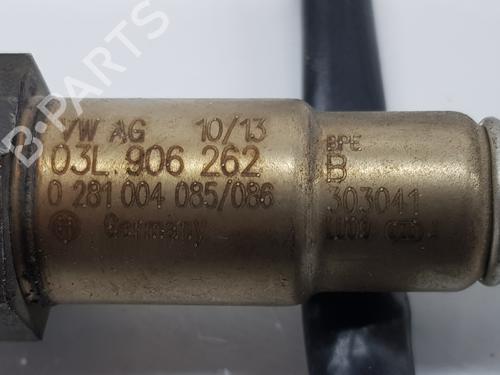 VW AG 10/13
03L 906 262
0 281 004 085/086
Germany
BPE
B
303041
B-PARTS